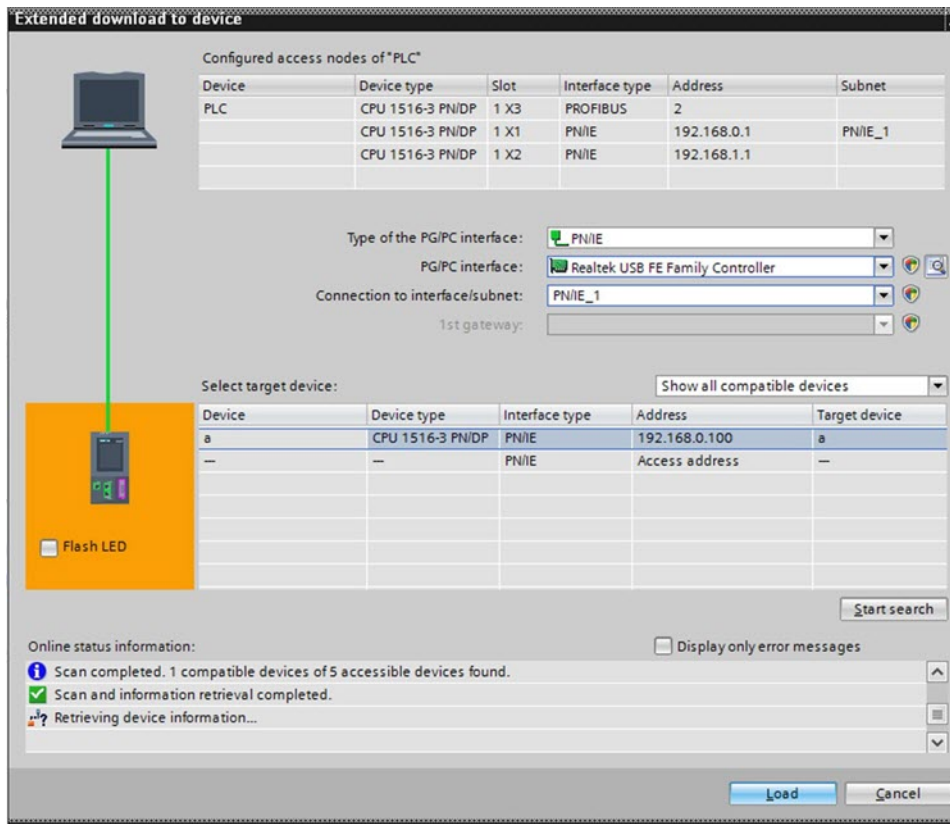 Extended download to device
Configured access nodes of "PLC"
Device Device type Slot Interface type Address Subnet
PLC CPU 1516-3 PN/DP 1 X3 PROFIBUS 2
CPU 1516-3 PN/DP 1 X1 PN/IE 192.168.0.1 PN/IE_1
CPU 1516-3 PN/DP 1 X2 PN/IE 192.168.1.1
Type of the PG/PC interface: PN/IE
PG/PC interface: Realtek USB FE Family Controller
Connection to interface/subnet: PN/IE_1
1st gateway:
Select target device: Show all compatible devices
Device Device type Interface type Address Target device
a CPU 1516-3 PN/DP PN/IE 192.168.0.100 a
— — PN/IE Access address —
Flash LED
Start search
Online status information: Display only error messages
Scan completed. 1 compatible devices of 5 accessible devices found.
Scan and information retrieval completed.
Retrieving device information...
Load Cancel